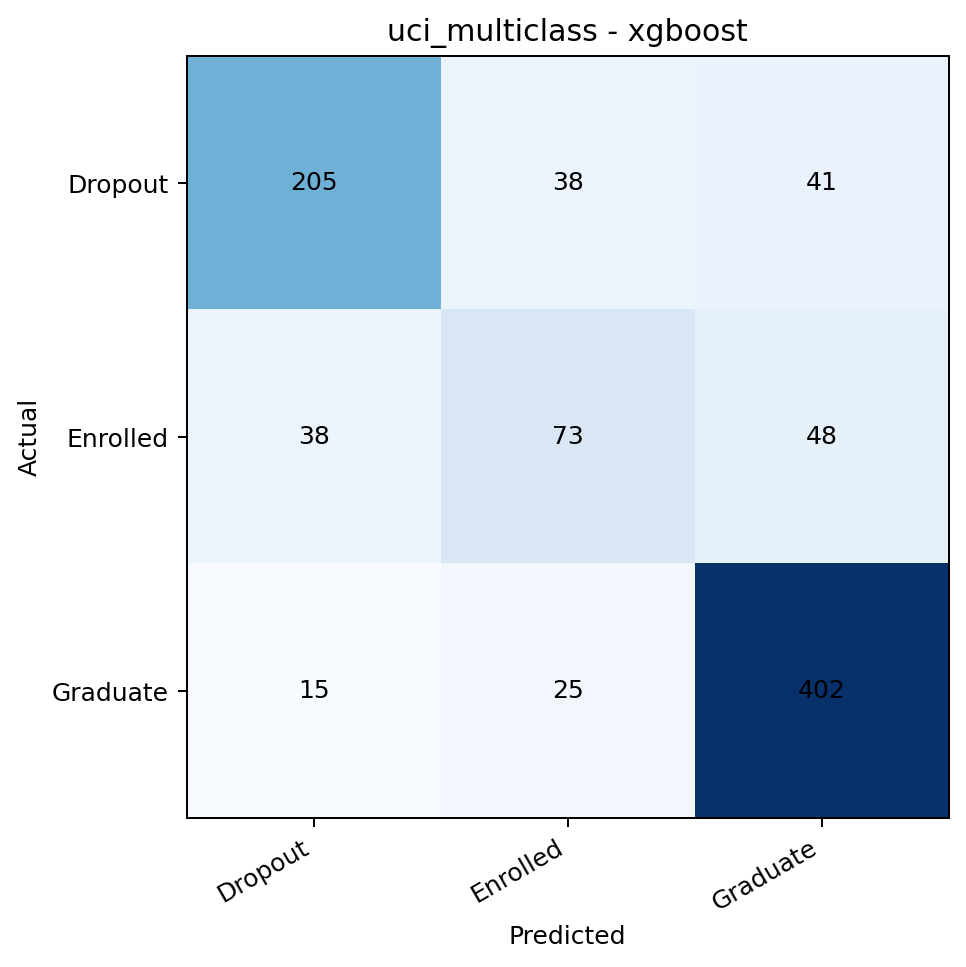 uci_multiclass - xgboost
Actual
Dropout 205 38 41
Enrolled 38 73 48
Graduate 15 25 402
Dropout Enrolled Graduate
Predicted